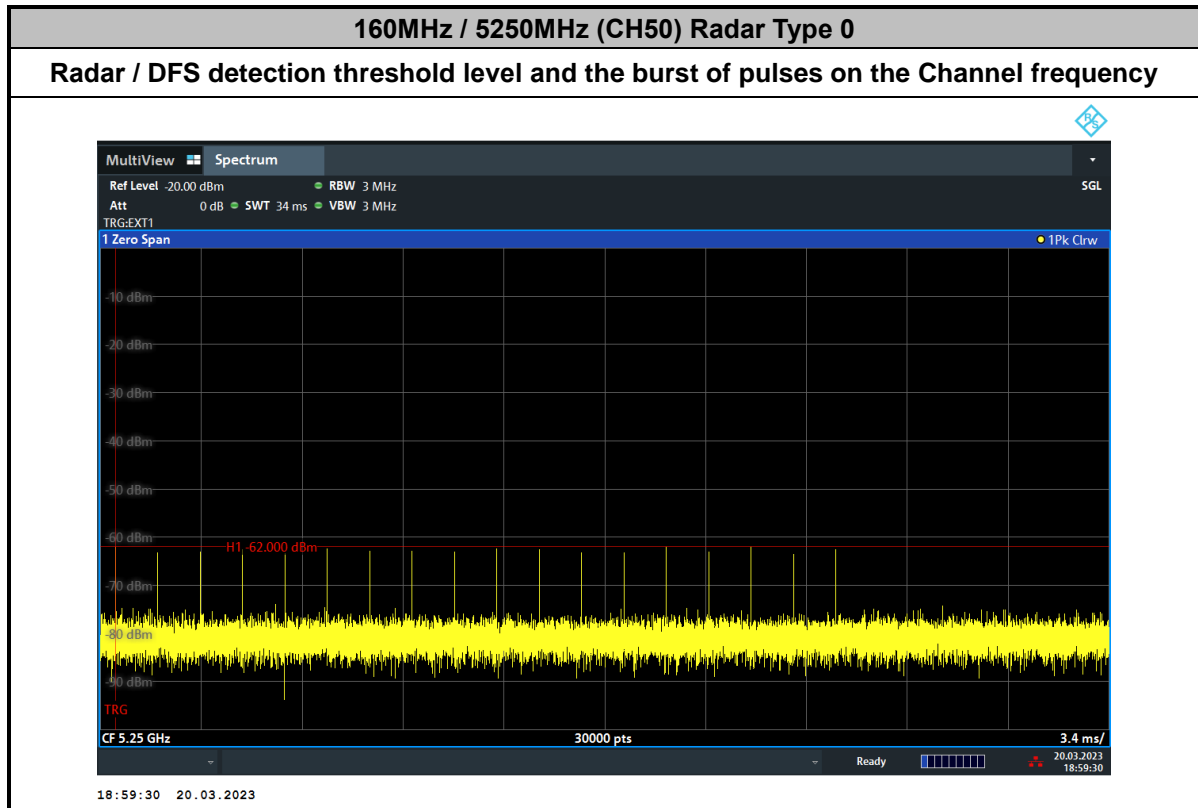 160MHz / 5250MHz (CH50) Radar Type 0
Radar / DFS detection threshold level and the burst of pulses on the Channel frequency
R S
MultiView Spectrum
Ref Level -20.00 dBm RBW 3 MHz SGL
Att 0 dB SWT 34 ms VBW 3 MHz
TRG:EXT1
1 Zero Span 1Pk Clrw
-10 dBm
-20 dBm
-30 dBm
-40 dBm
-50 dBm
-60 dBm
H1 -62.000 dBm
-70 dBm
-80 dBm
-90 dBm
TRG
CF 5.25 GHz 30000 pts 3.4 ms/
Ready 20.03.2023
18:59:30
18:59:30 20.03.2023